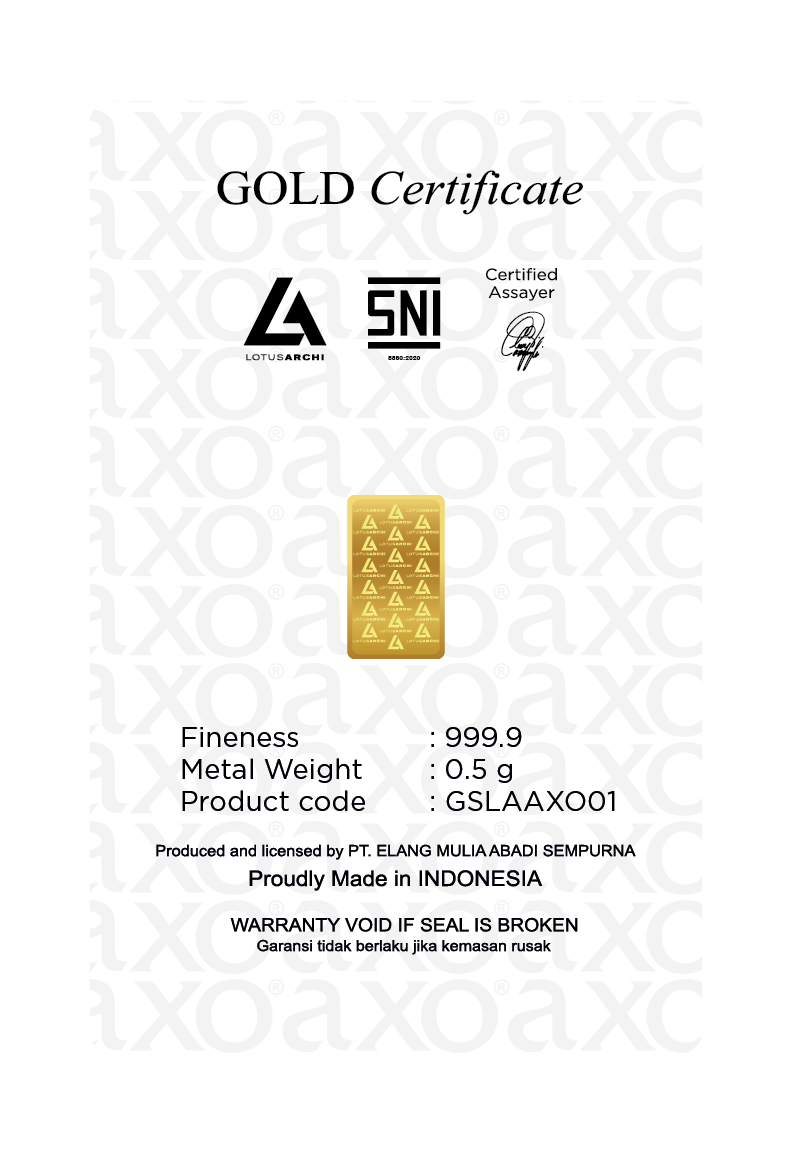 GOLD Certificate
Certified
Assayer
LOTUSARCHI
SNI
8880:2020
Fineness : 999.9
Metal Weight : 0.5 g
Product code : GSLAAXO01
Produced and licensed by PT. ELANG MULIA ABADI SEMPURNA
Proudly Made in INDONESIA
WARRANTY VOID IF SEAL IS BROKEN
Garansi tidak berlaku jika kemasan rusak